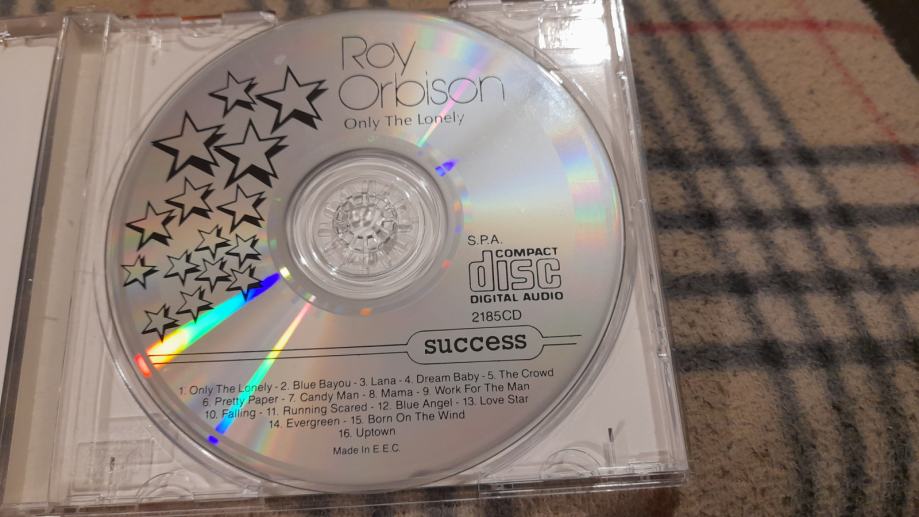 Roy
Orbison
Only The Lonely
S.P.A.
COMPACT
disc
DIGITAL AUDIO
2185CD
success
1. Only The Lonely - 2. Blue Bayou - 3. Lana - 4. Dream Baby - 5. The Crowd
6. Pretty Paper - 7. Candy Man - 8. Mama - 9. Work For The Man
10. Falling - 11. Running Scared - 12. Blue Angel - 13. Love Star
14. Evergreen - 15. Born On The Wind
16. Uptown
Made In E.E.C.